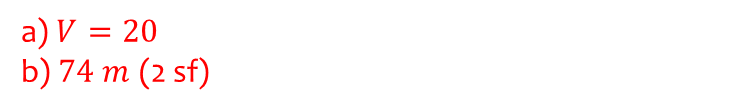 a) V = 20
b) 74 m (2 sf)